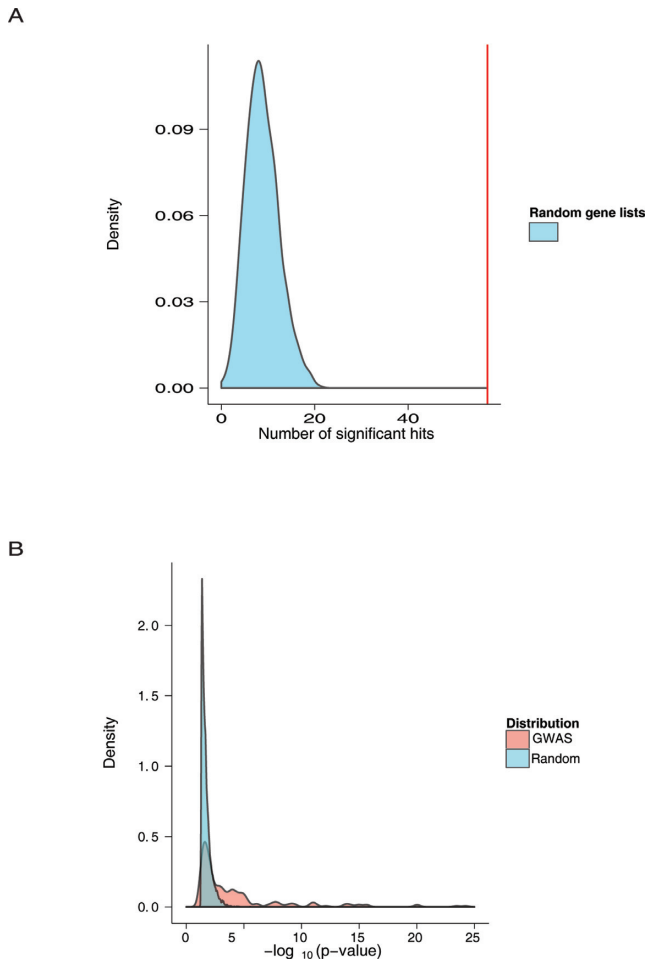 A
Density
0.09
0.06
0.03
0.00
0 20 40
Number of significant hits
Random gene lists
B
Density
2.0
1.5
1.0
0.5
0.0
0 5 10 15 20 25
−log 10 (p−value)
Distribution
GWAS
Random